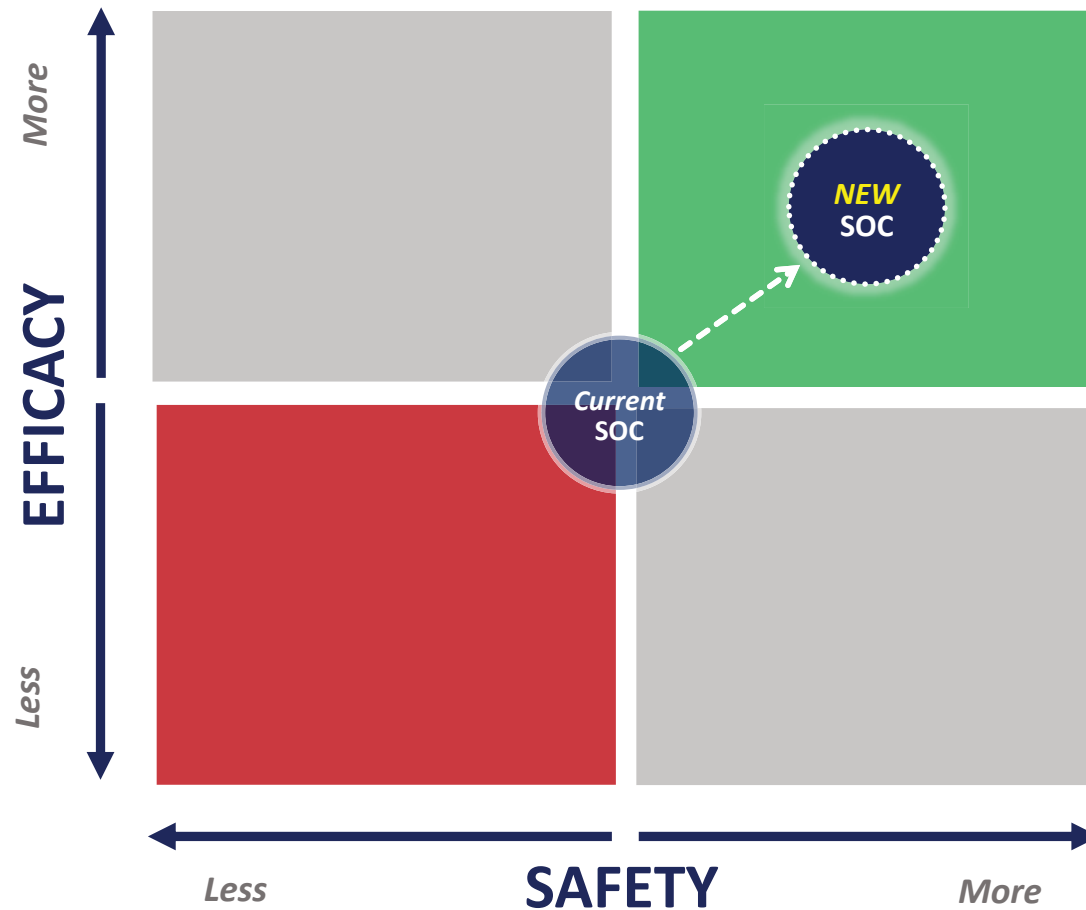 More
NEW
SOC
EFFICACY
Current
SOC
Less
Less
SAFETY
More